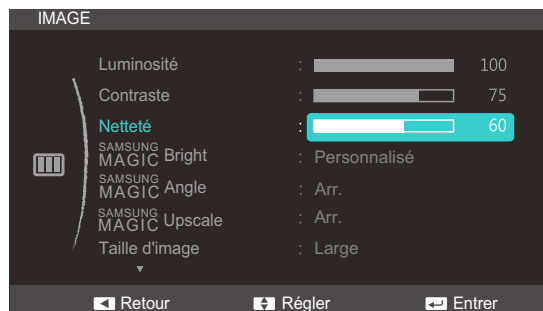 IMAGE
Luminosité : 100
Contraste : 75
Netteté : 60
SAMSUNG MAGIC Bright : Personnalisé
SAMSUNG MAGIC Angle : Arr.
SAMSUNG MAGIC Upscale : Arr.
Taille d'image : Large
Retour Régler Entrer